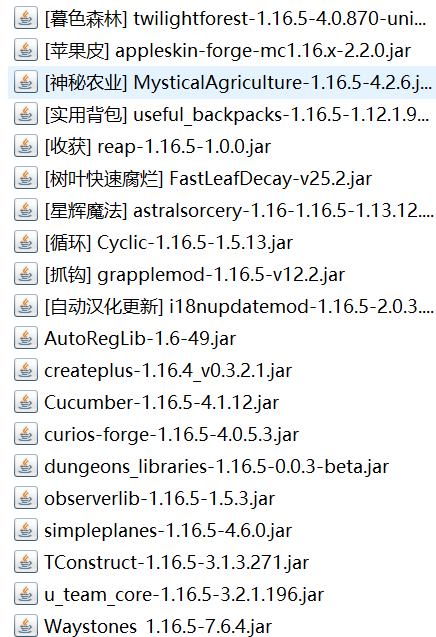 [暮色森林] twilightforest-1.16.5-4.0.870-uni...
[苹果皮] appleskin-forge-mc1.16.x-2.2.0.jar
[神秘农业] MysticalAgriculture-1.16.5-4.2.6.j...
[实用背包] useful_backpacks-1.16.5-1.12.1.9...
[收获] reap-1.16.5-1.0.0.jar
[树叶快速腐烂] FastLeafDecay-v25.2.jar
[星辉魔法] astralsorcery-1.16-1.16.5-1.13.12....
[循环] Cyclic-1.16.5-1.5.13.jar
[抓钩] grapplemod-1.16.5-v12.2.jar
[自动汉化更新] i18nupdatemod-1.16.5-2.0.3....
AutoRegLib-1.6-49.jar
createplus-1.16.4_v0.3.2.1.jar
Cucumber-1.16.5-4.1.12.jar
curios-forge-1.16.5-4.0.5.3.jar
dungeons_libraries-1.16.5-0.0.3-beta.jar
observerlib-1.16.5-1.5.3.jar
simpleplanes-1.16.5-4.6.0.jar
TConstruct-1.16.5-3.1.3.271.jar
u_team_core-1.16.5-3.2.1.196.jar
Waystones_1.16.5-7.6.4.jar